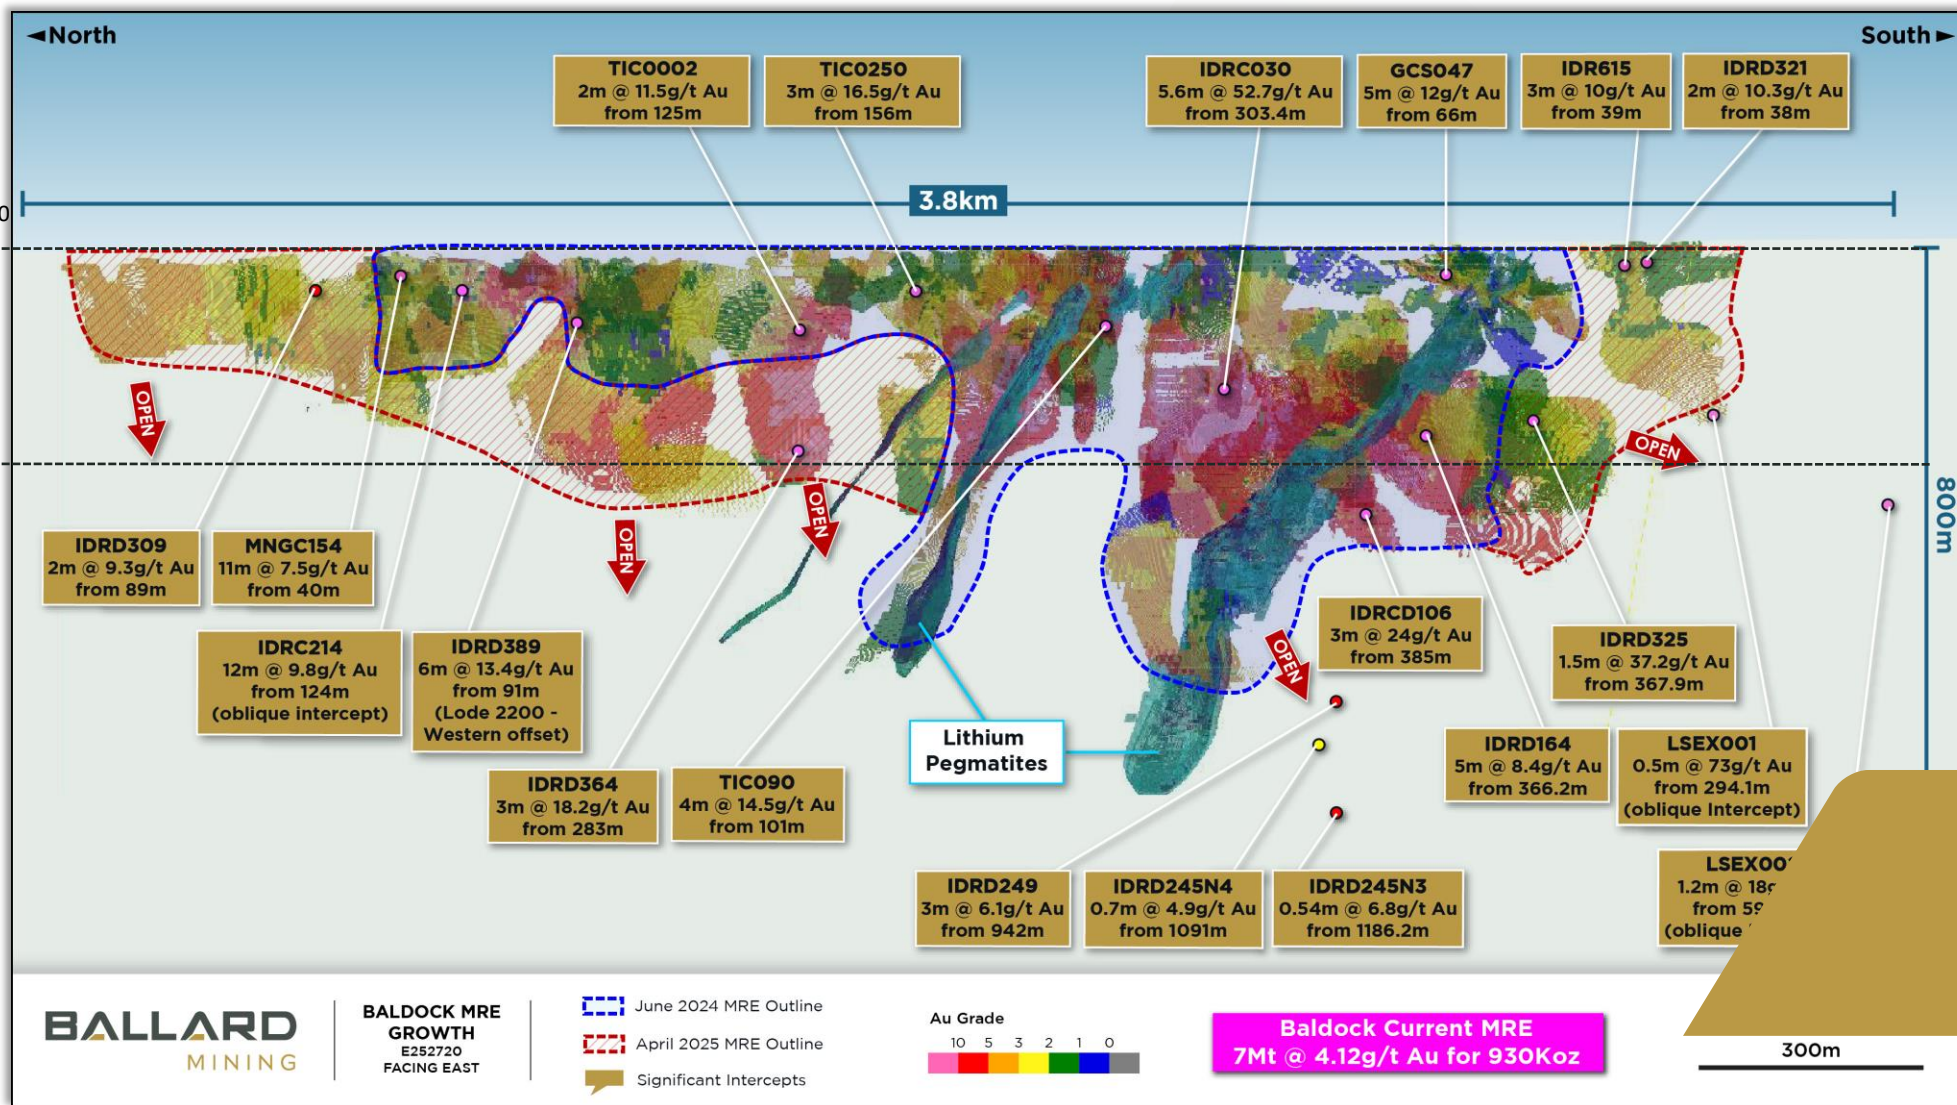 ◄North
South►
TIC0002
2m @ 11.5g/t Au
from 125m
TIC0250
3m @ 16.5g/t Au
from 156m
IDRC030
5.6m @ 52.7g/t Au
from 303.4m
GCS047
5m @ 12g/t Au
from 66m
IDR615
3m @ 10g/t Au
from 39m
IDRD321
2m @ 10.3g/t Au
from 38m
3.8km
0
OPEN
OPEN
OPEN
OPEN
OPEN
800m
IDRD309
2m @ 9.3g/t Au
from 89m
MNGC154
11m @ 7.5g/t Au
from 40m
IDRC214
12m @ 9.8g/t Au
from 124m
(oblique intercept)
IDRD389
6m @ 13.4g/t Au
from 91m
(Lode 2200 -
Western offset)
IDRD364
3m @ 18.2g/t Au
from 283m
TIC090
4m @ 14.5g/t Au
from 101m
Lithium
Pegmatites
IDRCD106
3m @ 24g/t Au
from 385m
IDRD325
1.5m @ 37.2g/t Au
from 367.9m
IDRD164
5m @ 8.4g/t Au
from 366.2m
LSEX001
0.5m @ 73g/t Au
from 294.1m
(oblique Intercept)
IDRD249
3m @ 6.1g/t Au
from 942m
IDRD245N4
0.7m @ 4.9g/t Au
from 1091m
IDRD245N3
0.54m @ 6.8g/t Au
from 1186.2m
1.2m @
from
(oblique
BALLARD
MINING
BALDOCK MRE
GROWTH
E252720
FACING EAST
June 2024 MRE Outline
April 2025 MRE Outline
Significant Intercepts
Au Grade
10 5 3 2 1 0
Baldock Current MRE
7Mt @ 4.12g/t Au for 930Koz
300m